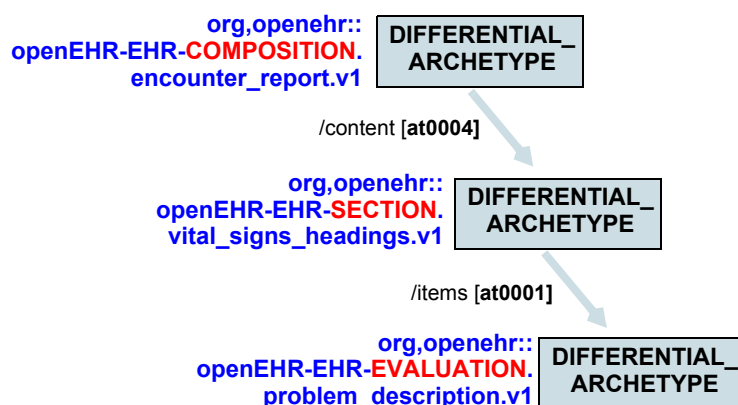 org,openehr::
openEHR-EHR-COMPOSITION.
encounter_report.v1
DIFFERENTIAL_
ARCHETYPE
/content [at0004]
org,openehr::
openEHR-EHR-SECTION.
vital_signs_headings.v1
DIFFERENTIAL_
ARCHETYPE
/items [at0001]
org,openehr::
openEHR-EHR-EVALUATION.
problem_description.v1
DIFFERENTIAL_
ARCHETYPE